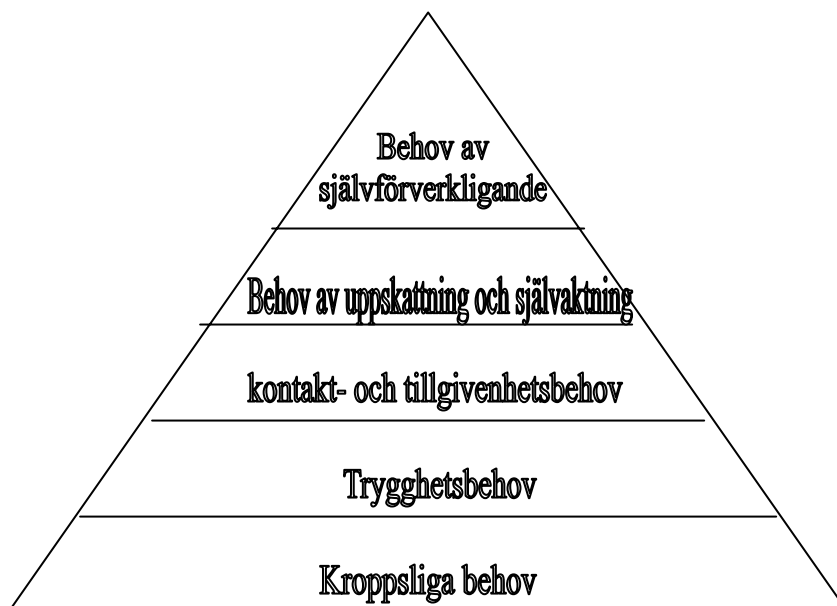 Behov av
självförverkligande
Behov av uppskattning och självaktning
kontakt- och tillgivenhetsbehov
Trygghetsbehov
Kroppsliga behov